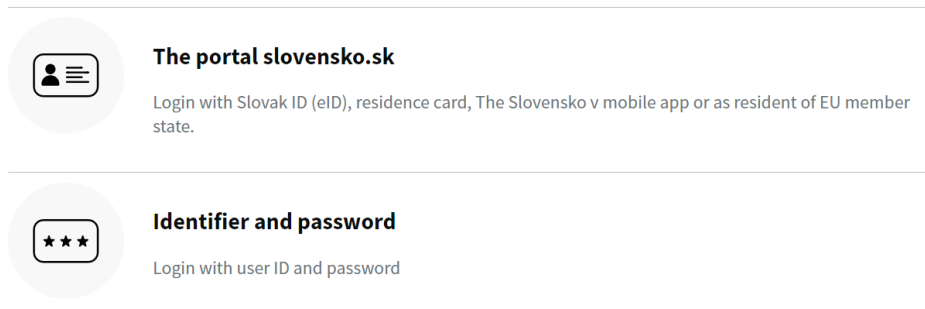 The portal slovensko.sk
Login with Slovak ID (eID), residence card, The Slovensko v mobile app or as resident of EU member
state.
Identifier and password
Login with user ID and password